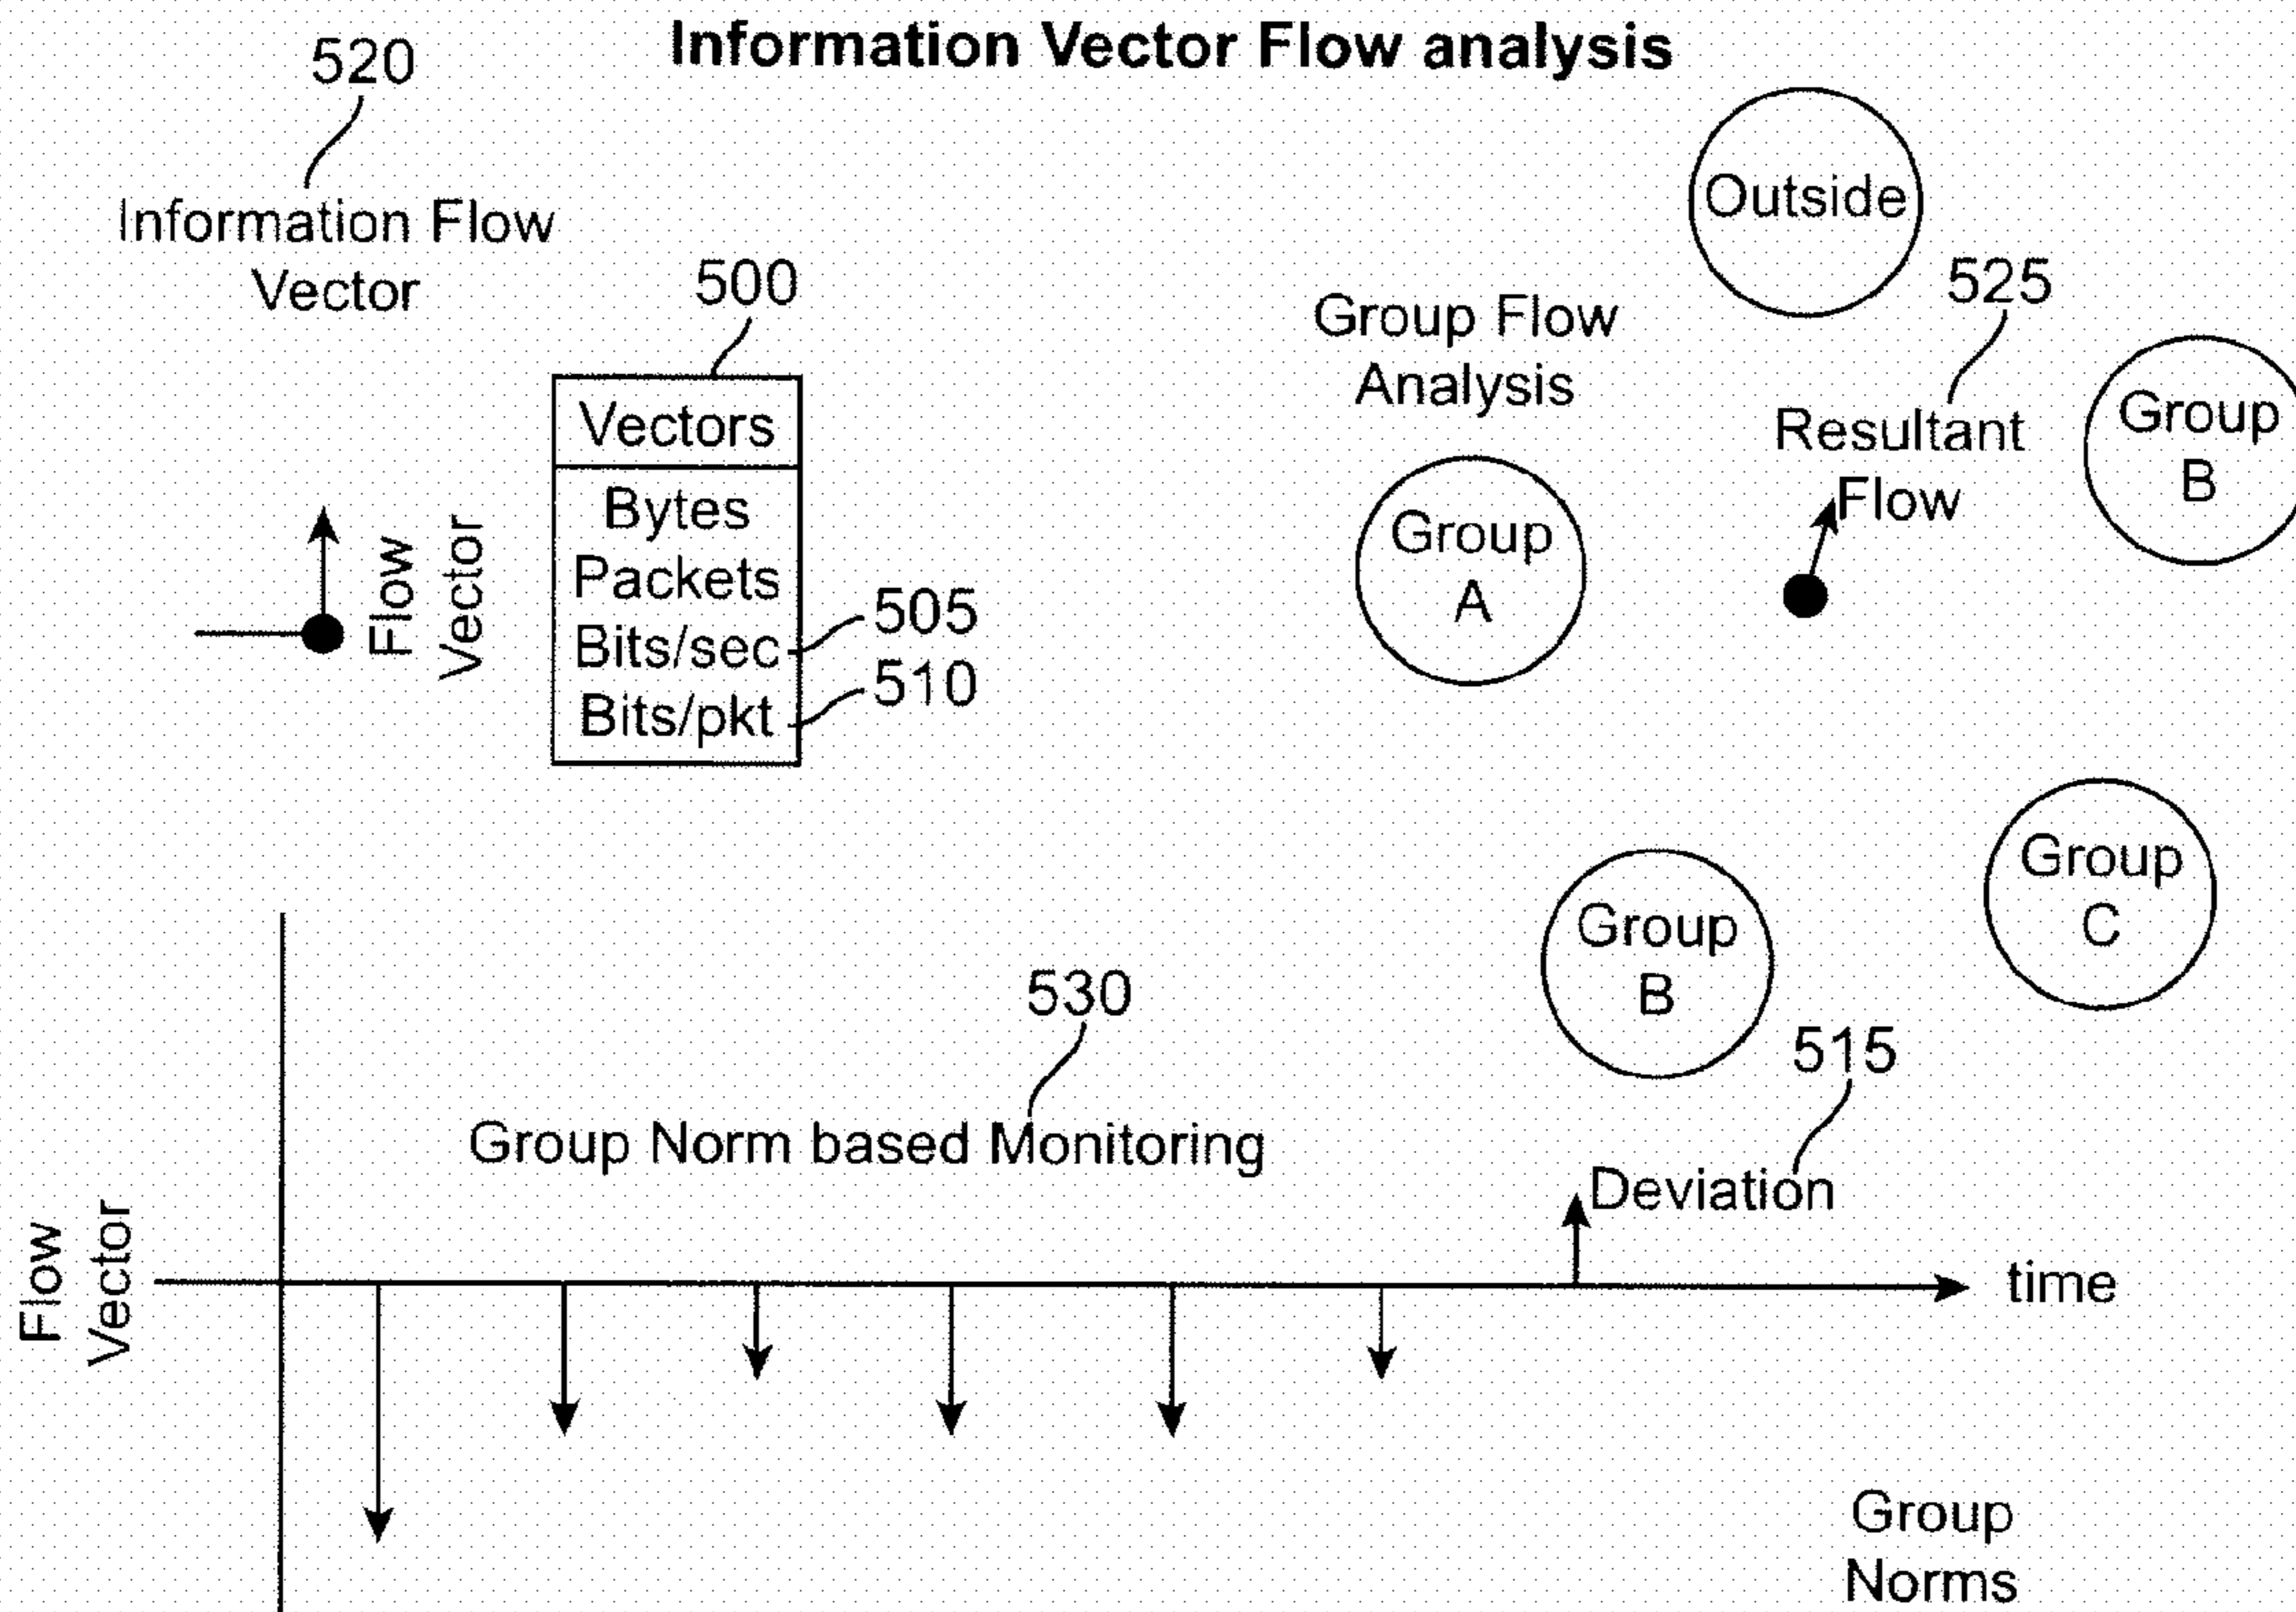 Information Vector Flow analysis
520
Information Flow
Vector
500
Vectors
Bytes
Packets
Bits/sec
Bits/pkt
505
510
Flow
Vector
Group Flow
Analysis
Outside
525
Resultant
Flow
Group
B
Group
A
Group
B
Group
C
530
Group Norm based Monitoring
515
Deviation
Flow
Vector
time
Group
Norms